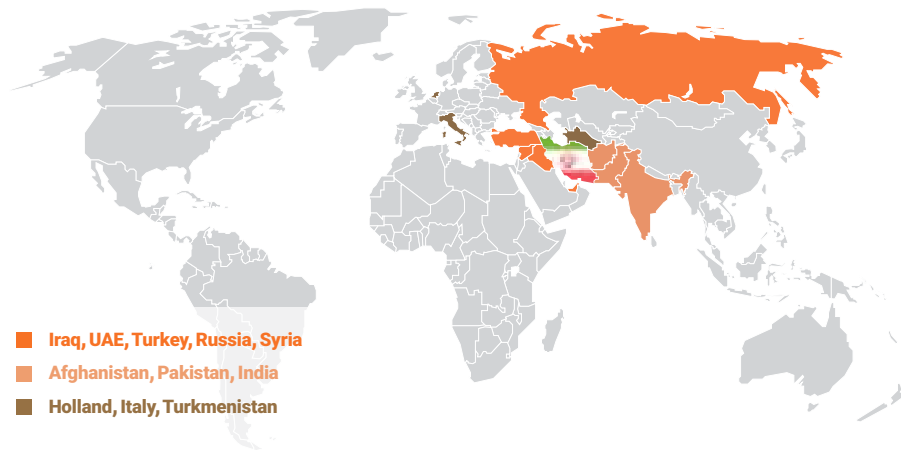 Iraq, UAE, Turkey, Russia, Syria
Afghanistan, Pakistan, India
Holland, Italy, Turkmenistan